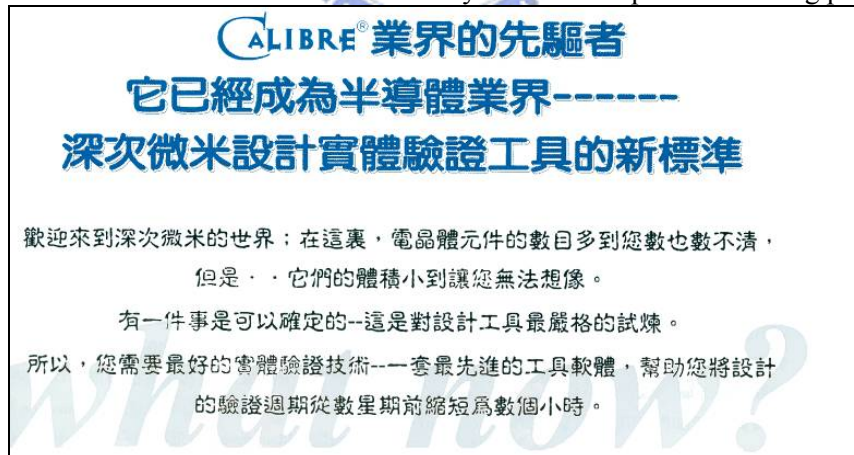 CALIBRE®業界的先驅者
它已經成為半導體業界------
深次微米設計實體驗證工具的新標準
歡迎來到深次微米的世界；在這裏，電晶體元件的數目多到您數也數不清，
但是‧‧它們的體積小到讓您無法想像。
有一件事是可以確定的--這是對設計工具最嚴格的試煉。
所以，您需要最好的實體驗證技術--一套最先進的工具軟體，幫助您將設計
的驗證週期從數星期前縮短爲數個小時。
what now?